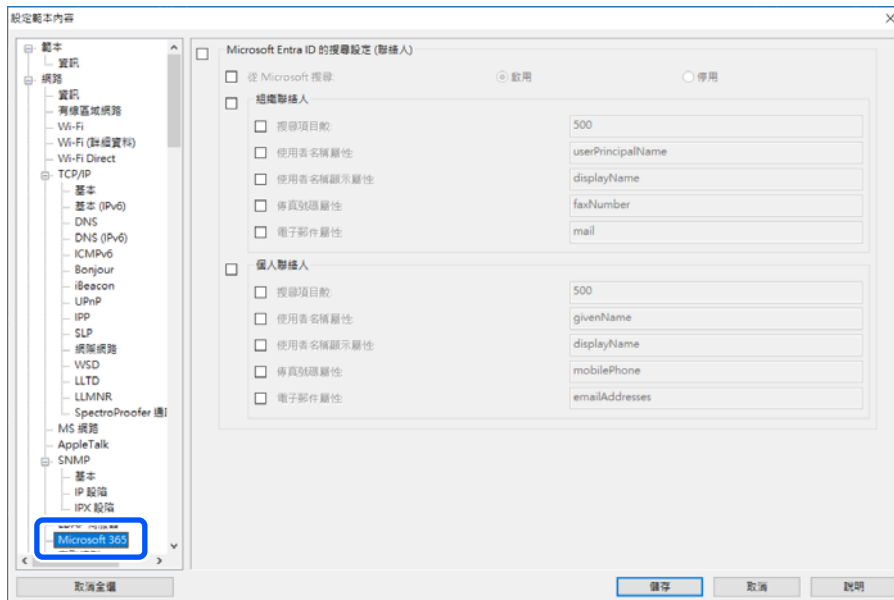 設定範本內容
範本
資訊
網路
資訊
有線區域網路
Wi-Fi
Wi-Fi (詳細資料)
Wi-Fi Direct
TCP/IP
基本
基本 (IPv6)
DNS
DNS (IPv6)
ICMPv6
Bonjour
iBeacon
UPnP
IPP
SLP
網際網路
WSD
LLTD
LLMNR
SpectroProofer
MS 網路
AppleTalk
SNMP
基本
IP 設陷
IPX 設陷
Microsoft 365
Microsoft Entra ID 的搜尋設定 (聯絡人)
從 Microsoft 搜尋: 啟用 停用
組織聯絡人
搜尋項目數: 500
使用者名稱屬性: userPrincipalName
使用者名稱顯示屬性: displayName
傳真號碼屬性: faxNumber
電子郵件屬性: mail
個人聯絡人
搜尋項目數: 500
使用者名稱屬性: givenName
使用者名稱顯示屬性: displayName
傳真號碼屬性: mobilePhone
電子郵件屬性: emailAddresses
取消全選 儲存 取消 說明